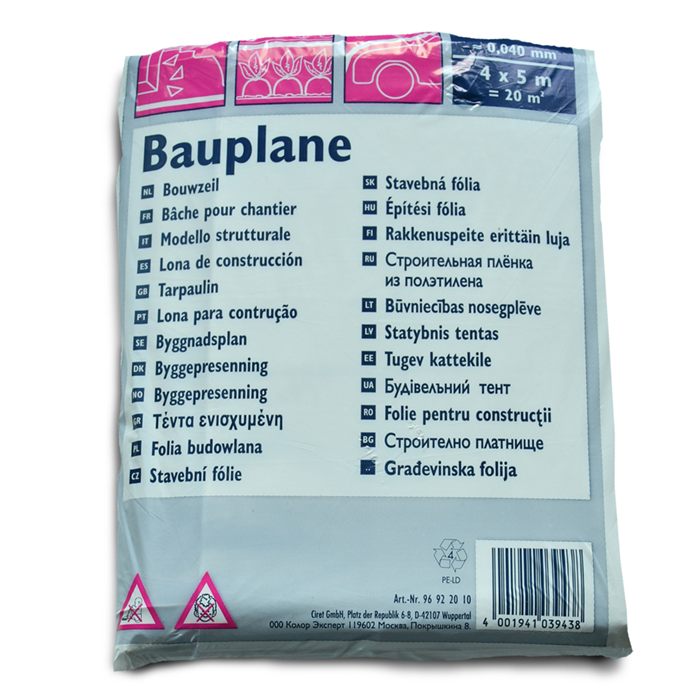 ≈ 0,040 mm
4 x 5 m
= 20 m²
Bauplane
NL Bouwzeil
FR Bâche pour chantier
IT Modello strutturale
ES Lona de construcción
GB Tarpaulin
PT Lona para contrução
SE Byggnadsplan
DK Byggepresenning
NO Byggepresenning
GR Τέντα ενισχυμένη
PL Folia budowlana
CZ Stavební fólie
SK Stavebná fólia
HU Építési fólia
FI Rakkenuspeite erittäin luja
RU Строительная плёнка
из полэтилена
LT Būvniecības nosegplēve
LV Statybnis tentas
EE Tugev kattekile
UA Будівельний тент
RO Folie pentru construcții
BG Строително платнище
Građevinska folija
4
PE-LD
Art.-Nr. 96 92 20 10
Ciret GmbH, Platz der Republik 6-8, D-42107 Wuppertal
ООО Колор Эксперт 119602 Москва, Покрышкина 8.
4 001941 039438